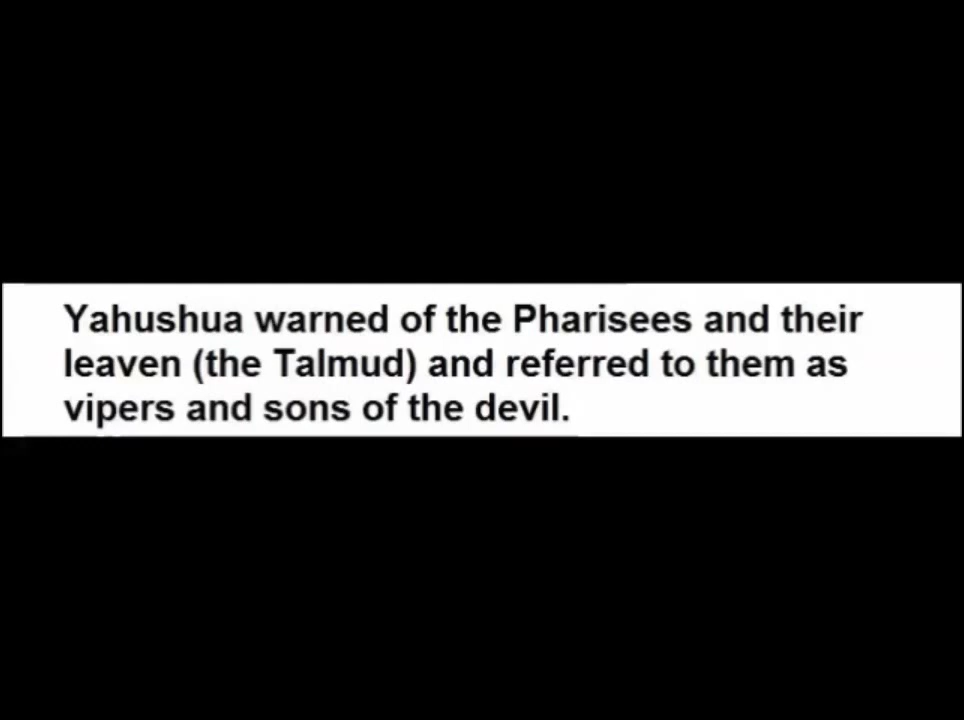 Yahushua warned of the Pharisees and their
leaven (the Talmud) and referred to them as
vipers and sons of the devil.